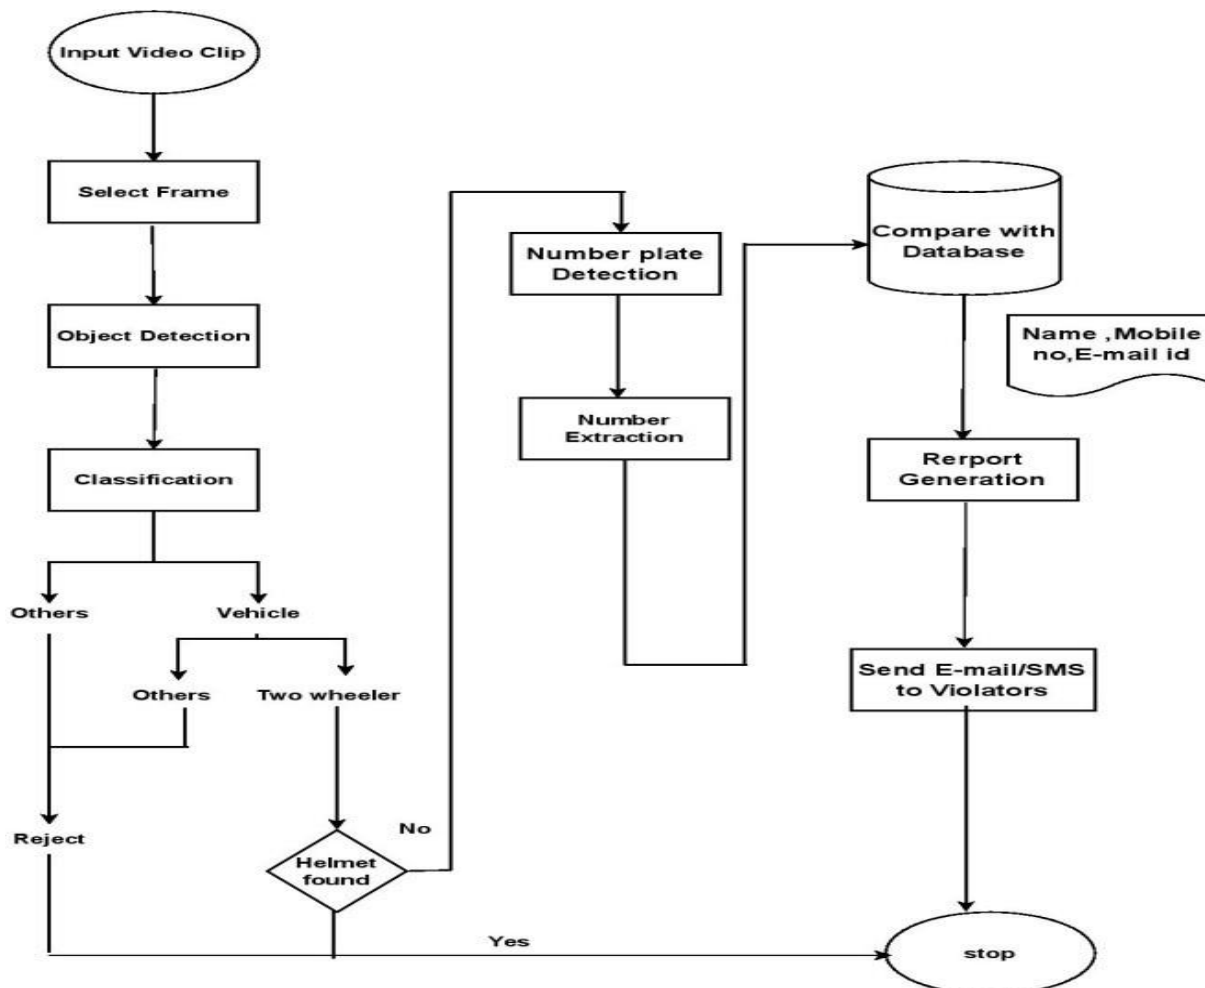 Input Video Clip
Select Frame
Object Detection
Classification
Others
Vehicle
Others
Two wheeler
Reject
Helmet
found
No
Yes
Number plate
Detection
Number
Extraction
Compare with
Database
Name ,Mobile
no,E-mail id
Rerport
Generation
Send E-mail/SMS
to Violators
stop